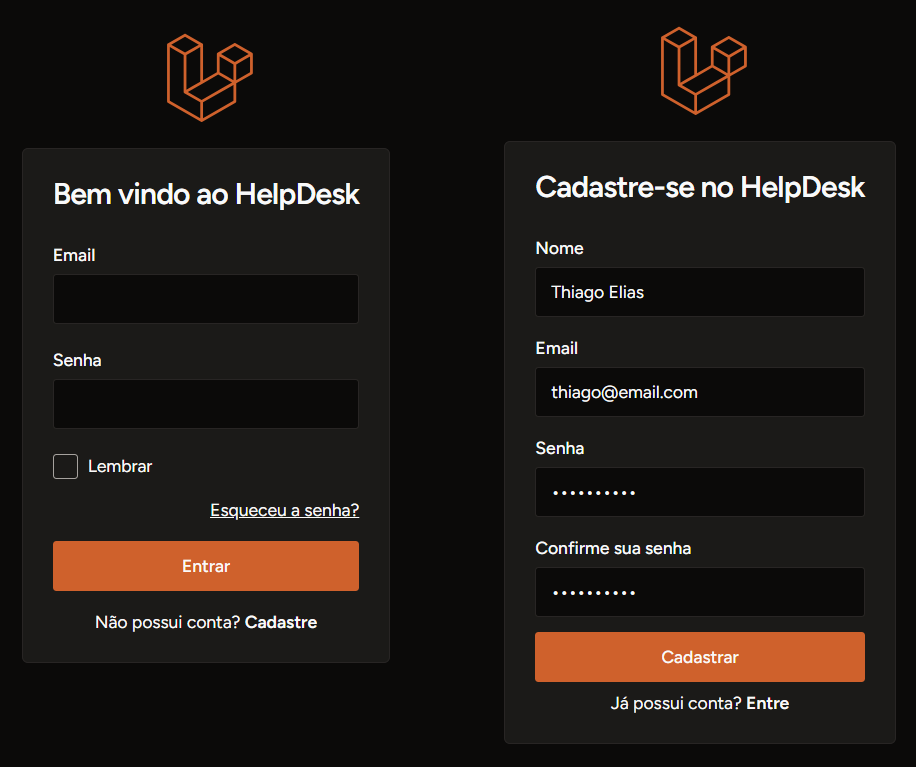 Bem vindo ao HelpDesk
Email
Senha
Lembrar
Esqueceu a senha?
Entrar
Não possui conta? Cadastre
Cadastre-se no HelpDesk
Nome
Thiago Elias
Email
thiago@email.com
Senha
••••••••••
Confirme sua senha
••••••••••
Cadastrar
Já possui conta? Entre